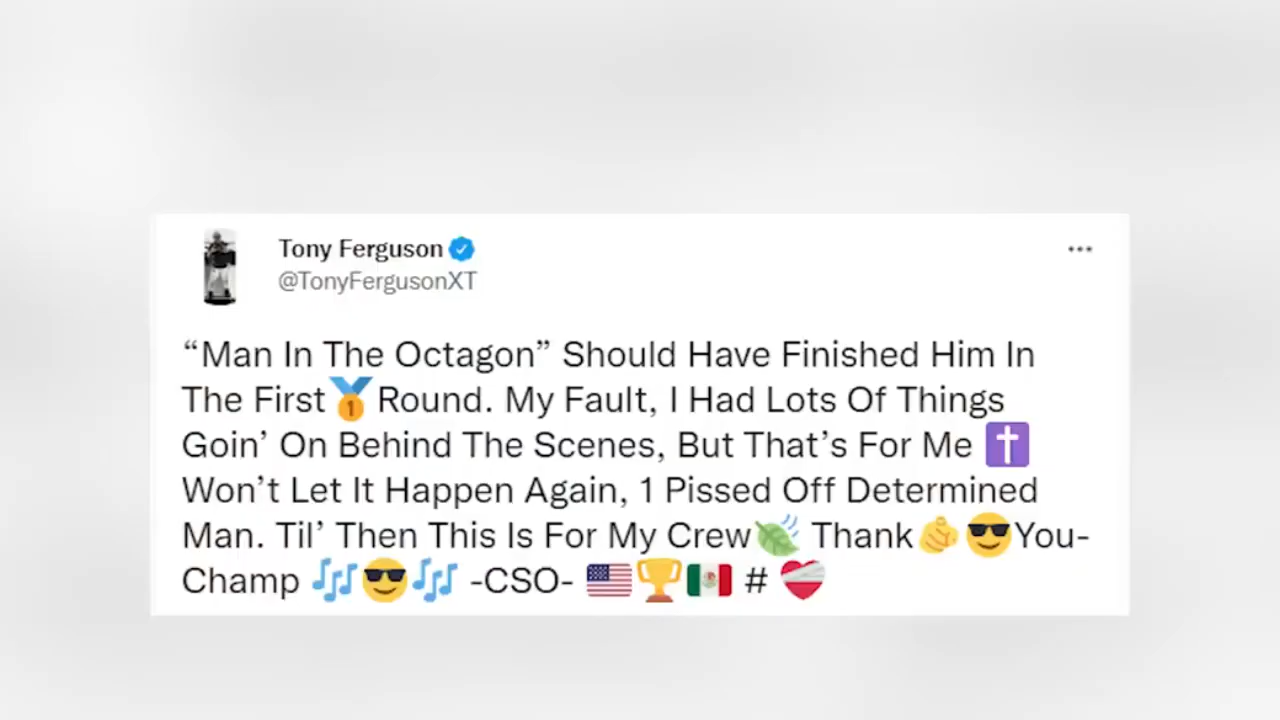 Tony Ferguson
@TonyFergusonXT
“Man In The Octagon” Should Have Finished Him In
The First🥇Round. My Fault, I Had Lots Of Things
Goin’ On Behind The Scenes, But That’s For Me ✝️
Won’t Let It Happen Again, 1 Pissed Off Determined
Man. Til’ Then This Is For My Crew🍃 Thank🫵😎You-
Champ 🎶😎🎶 -CSO- 🇺🇸🏆🇲🇽 # ❤️‍🩹